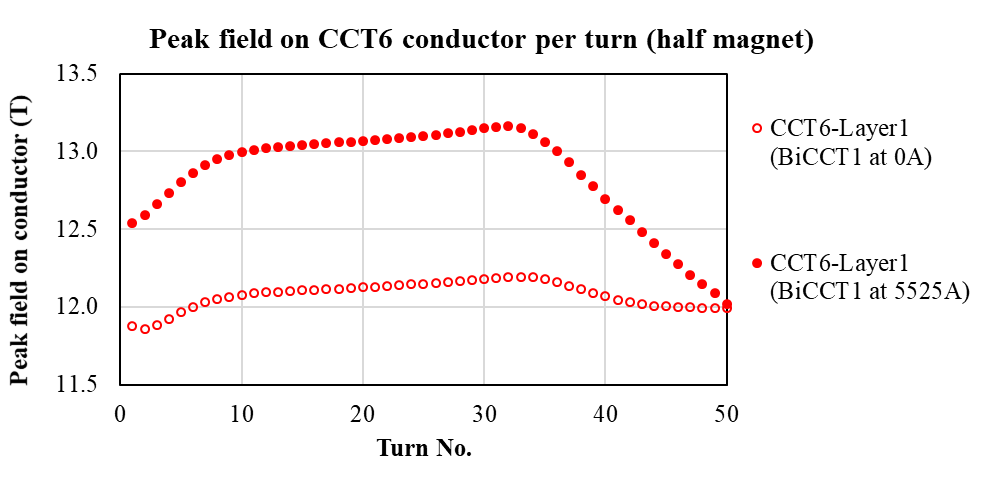 Peak field on CCT6 conductor per turn (half magnet)
Peak field on conductor (T)
13.5
13.0
12.5
12.0
11.5
0
10
20
30
40
50
Turn No.
CCT6-Layer1
(BiCCT1 at 0A)
CCT6-Layer1
(BiCCT1 at 5525A)